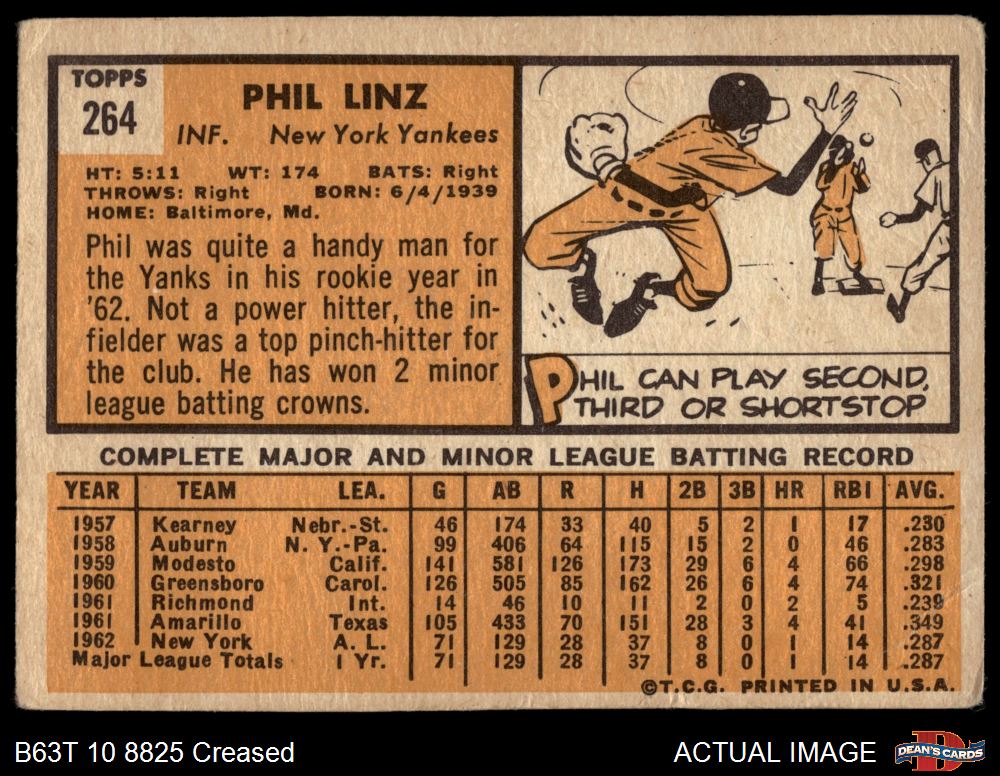 TOPPS
264
PHIL LINZ
INF. New York Yankees
HT: 5:11 WT: 174 BATS: Right
THROWS: Right BORN: 6/4/1939
HOME: Baltimore, Md.
Phil was quite a handy man for
the Yanks in his rookie year in
'62. Not a power hitter, the in-
fielder was a top pinch-hitter for
the club. He has won 2 minor
league batting crowns.
PHIL CAN PLAY SECOND,
THIRD OR SHORTSTOP
COMPLETE MAJOR AND MINOR LEAGUE BATTING RECORD
YEAR TEAM LEA. G AB R H 2B 3B HR RBI AVG.
1957 Kearney Nebr.-St. 46 174 33 40 5 2 1 17 .230
1958 Auburn N. Y.-Pa. 99 406 64 115 15 2 0 46 .283
1959 Modesto Calif. 141 581 126 173 29 6 4 66 .298
1960 Greensboro Carol. 126 505 85 162 26 6 4 74 .321
1961 Richmond Int. 14 46 10 11 2 0 2 5 .239
1961 Amarillo Texas 105 433 70 151 28 3 4 41 .349
1962 New York A. L. 71 129 28 37 8 0 1 14 .287
Major League Totals 1 Yr. 71 129 28 37 8 0 1 14 .287
©T.C.G. PRINTED IN U.S.A.
B63T 10 8825 Creased
ACTUAL IMAGE
DEAN'S CARDS